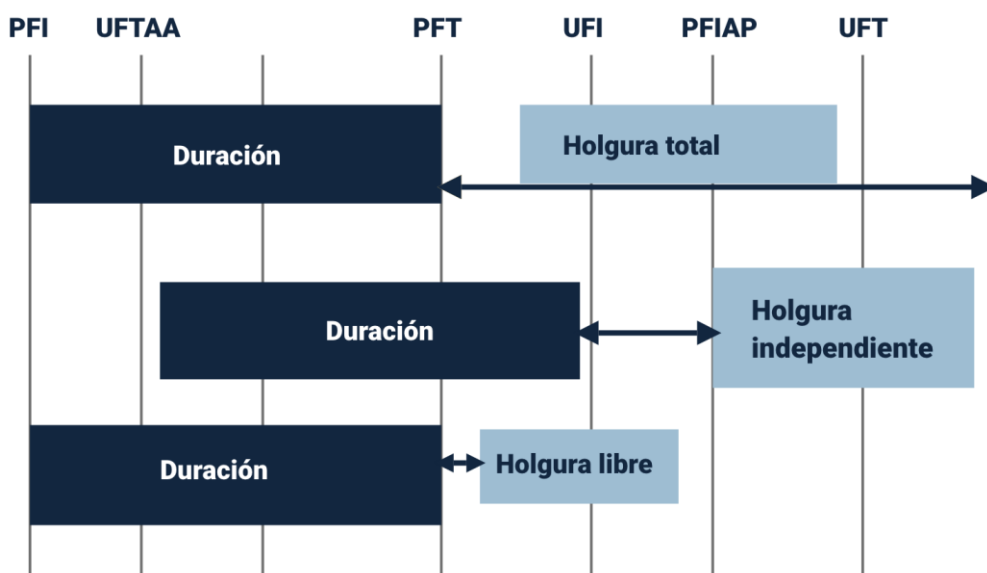 PFI UFTAA PFT UFI PFIAP UFT
Duración
Holgura total
Duración
Holgura
independiente
Duración
Holgura libre